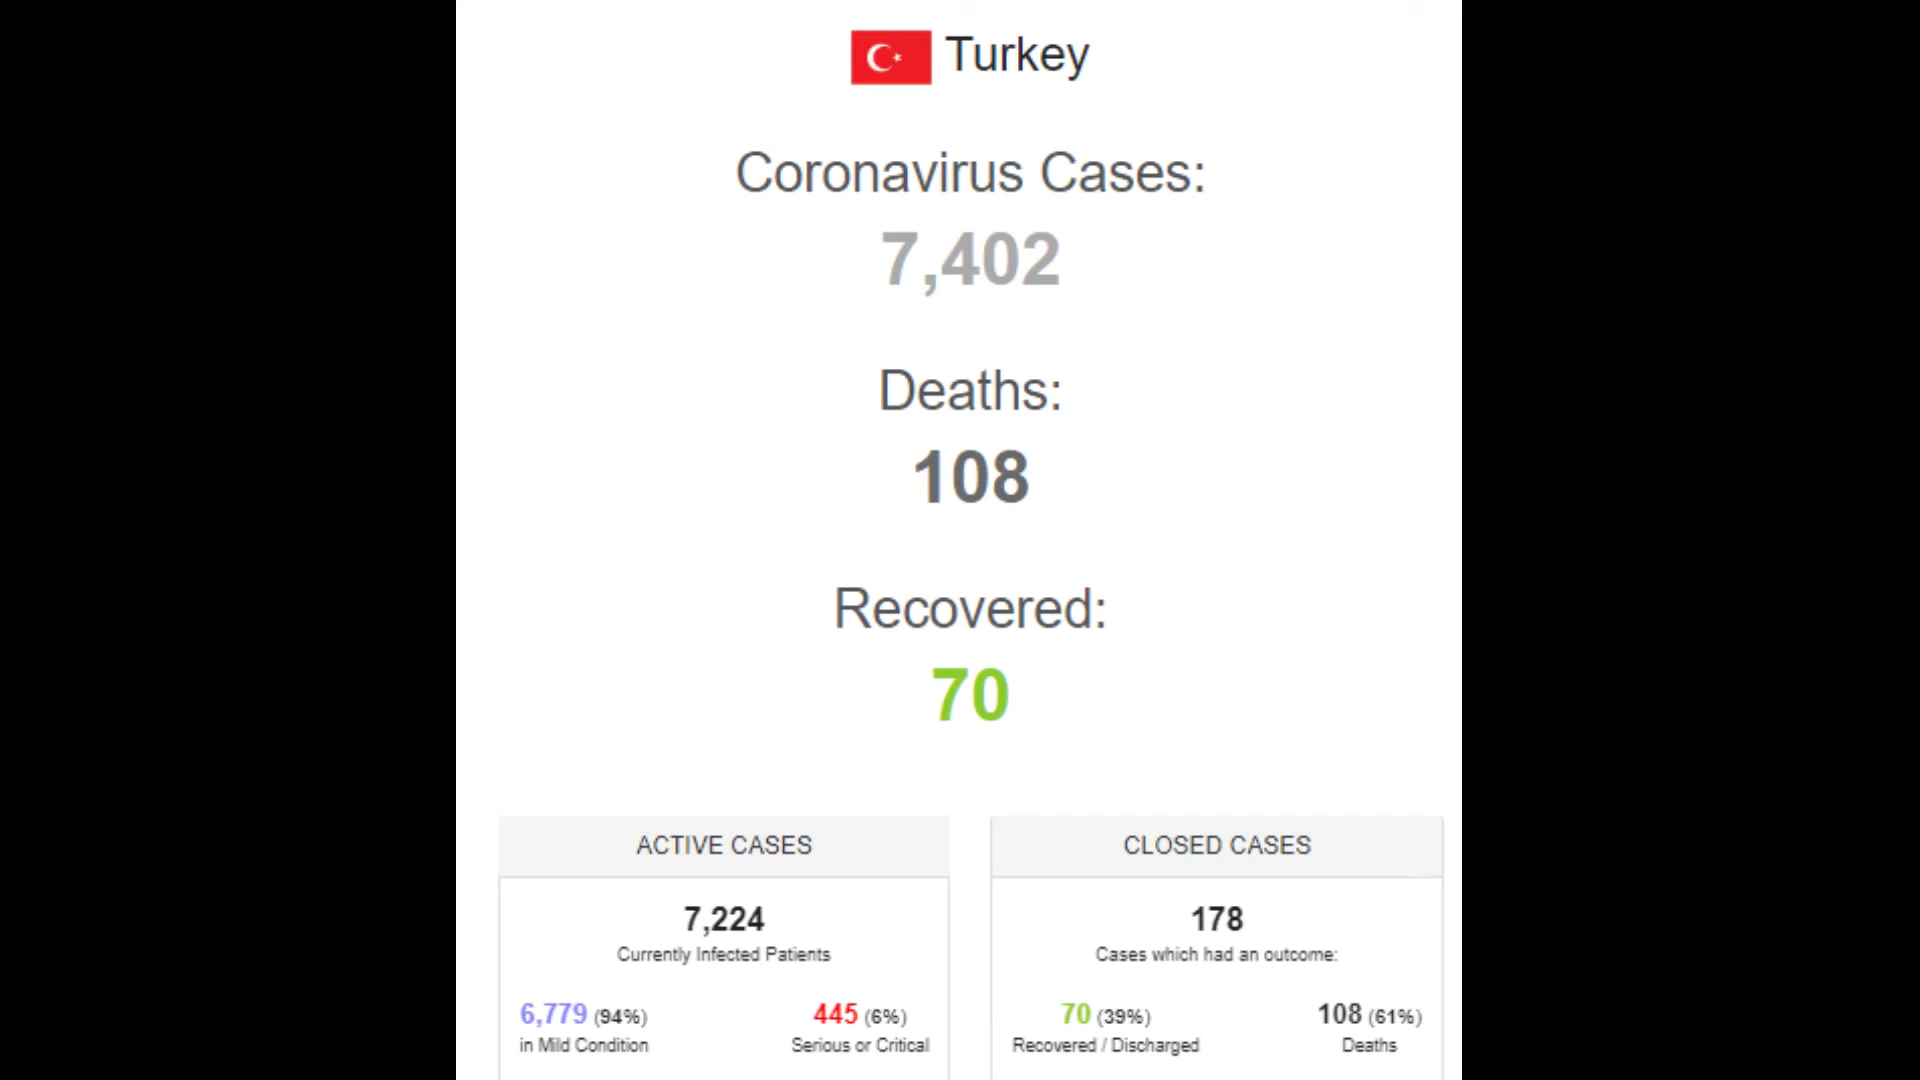 Turkey
Coronavirus Cases:
7,402
Deaths:
108
Recovered:
70
ACTIVE CASES
7,224
Currently Infected Patients
6,779 (94%)
in Mild Condition
445 (6%)
Serious or Critical
CLOSED CASES
178
Cases which had an outcome:
70 (39%)
Recovered / Discharged
108 (61%)
Deaths